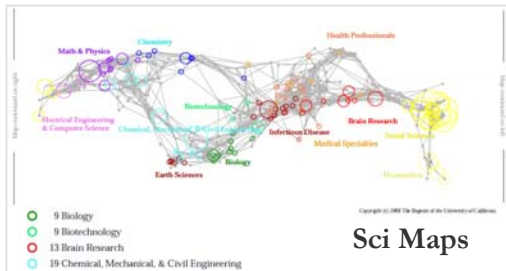 Health Professionals
Chemistry
Math & Physics
Biotechnology
Electrical Engineering
& Computer Science
Chemical, Mechanical, & Civil Engineering
Infectious Disease
Brain Research
Social Sciences
Medical Specialties
Biology
Earth Sciences
Humanities
Copyright (c) 2008 The Regents of the University of California
9 Biology
9 Biotechnology
13 Brain Research
19 Chemical, Mechanical, & Civil Engineering
Sci Maps